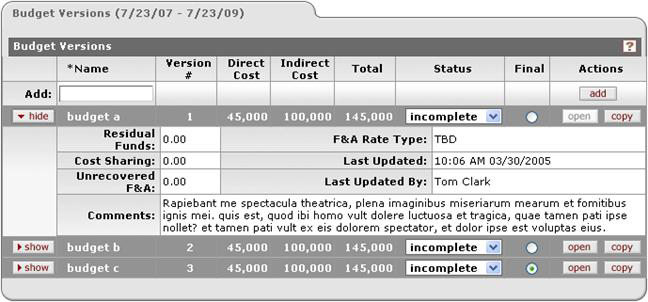 Budget Versions (7/23/07 - 7/23/09)
Budget Versions ?
*Name Version # Direct Cost Indirect Cost Total Status Final Actions
Add: add
hide budget a 1 45,000 100,000 145,000 incomplete open copy
Residual Funds: 0.00 F&A Rate Type: TBD
Cost Sharing: 0.00 Last Updated: 10:06 AM 03/30/2005
Unrecovered F&A: 0.00 Last Updated By: Tom Clark
Comments: Rapiebant me spectacula theatrica, plena imaginibus miseriarum mearum et fomitibus
ignis mei. quis est, quod ibi homo vult dolere luctuosa et tragica, quae tamen pati ipse
nollet? et tamen pati vult ex eis dolorem spectator, et dolor ipse est voluptas eius.
show budget b 2 45,000 100,000 145,000 incomplete open copy
show budget c 3 45,000 100,000 145,000 incomplete open copy